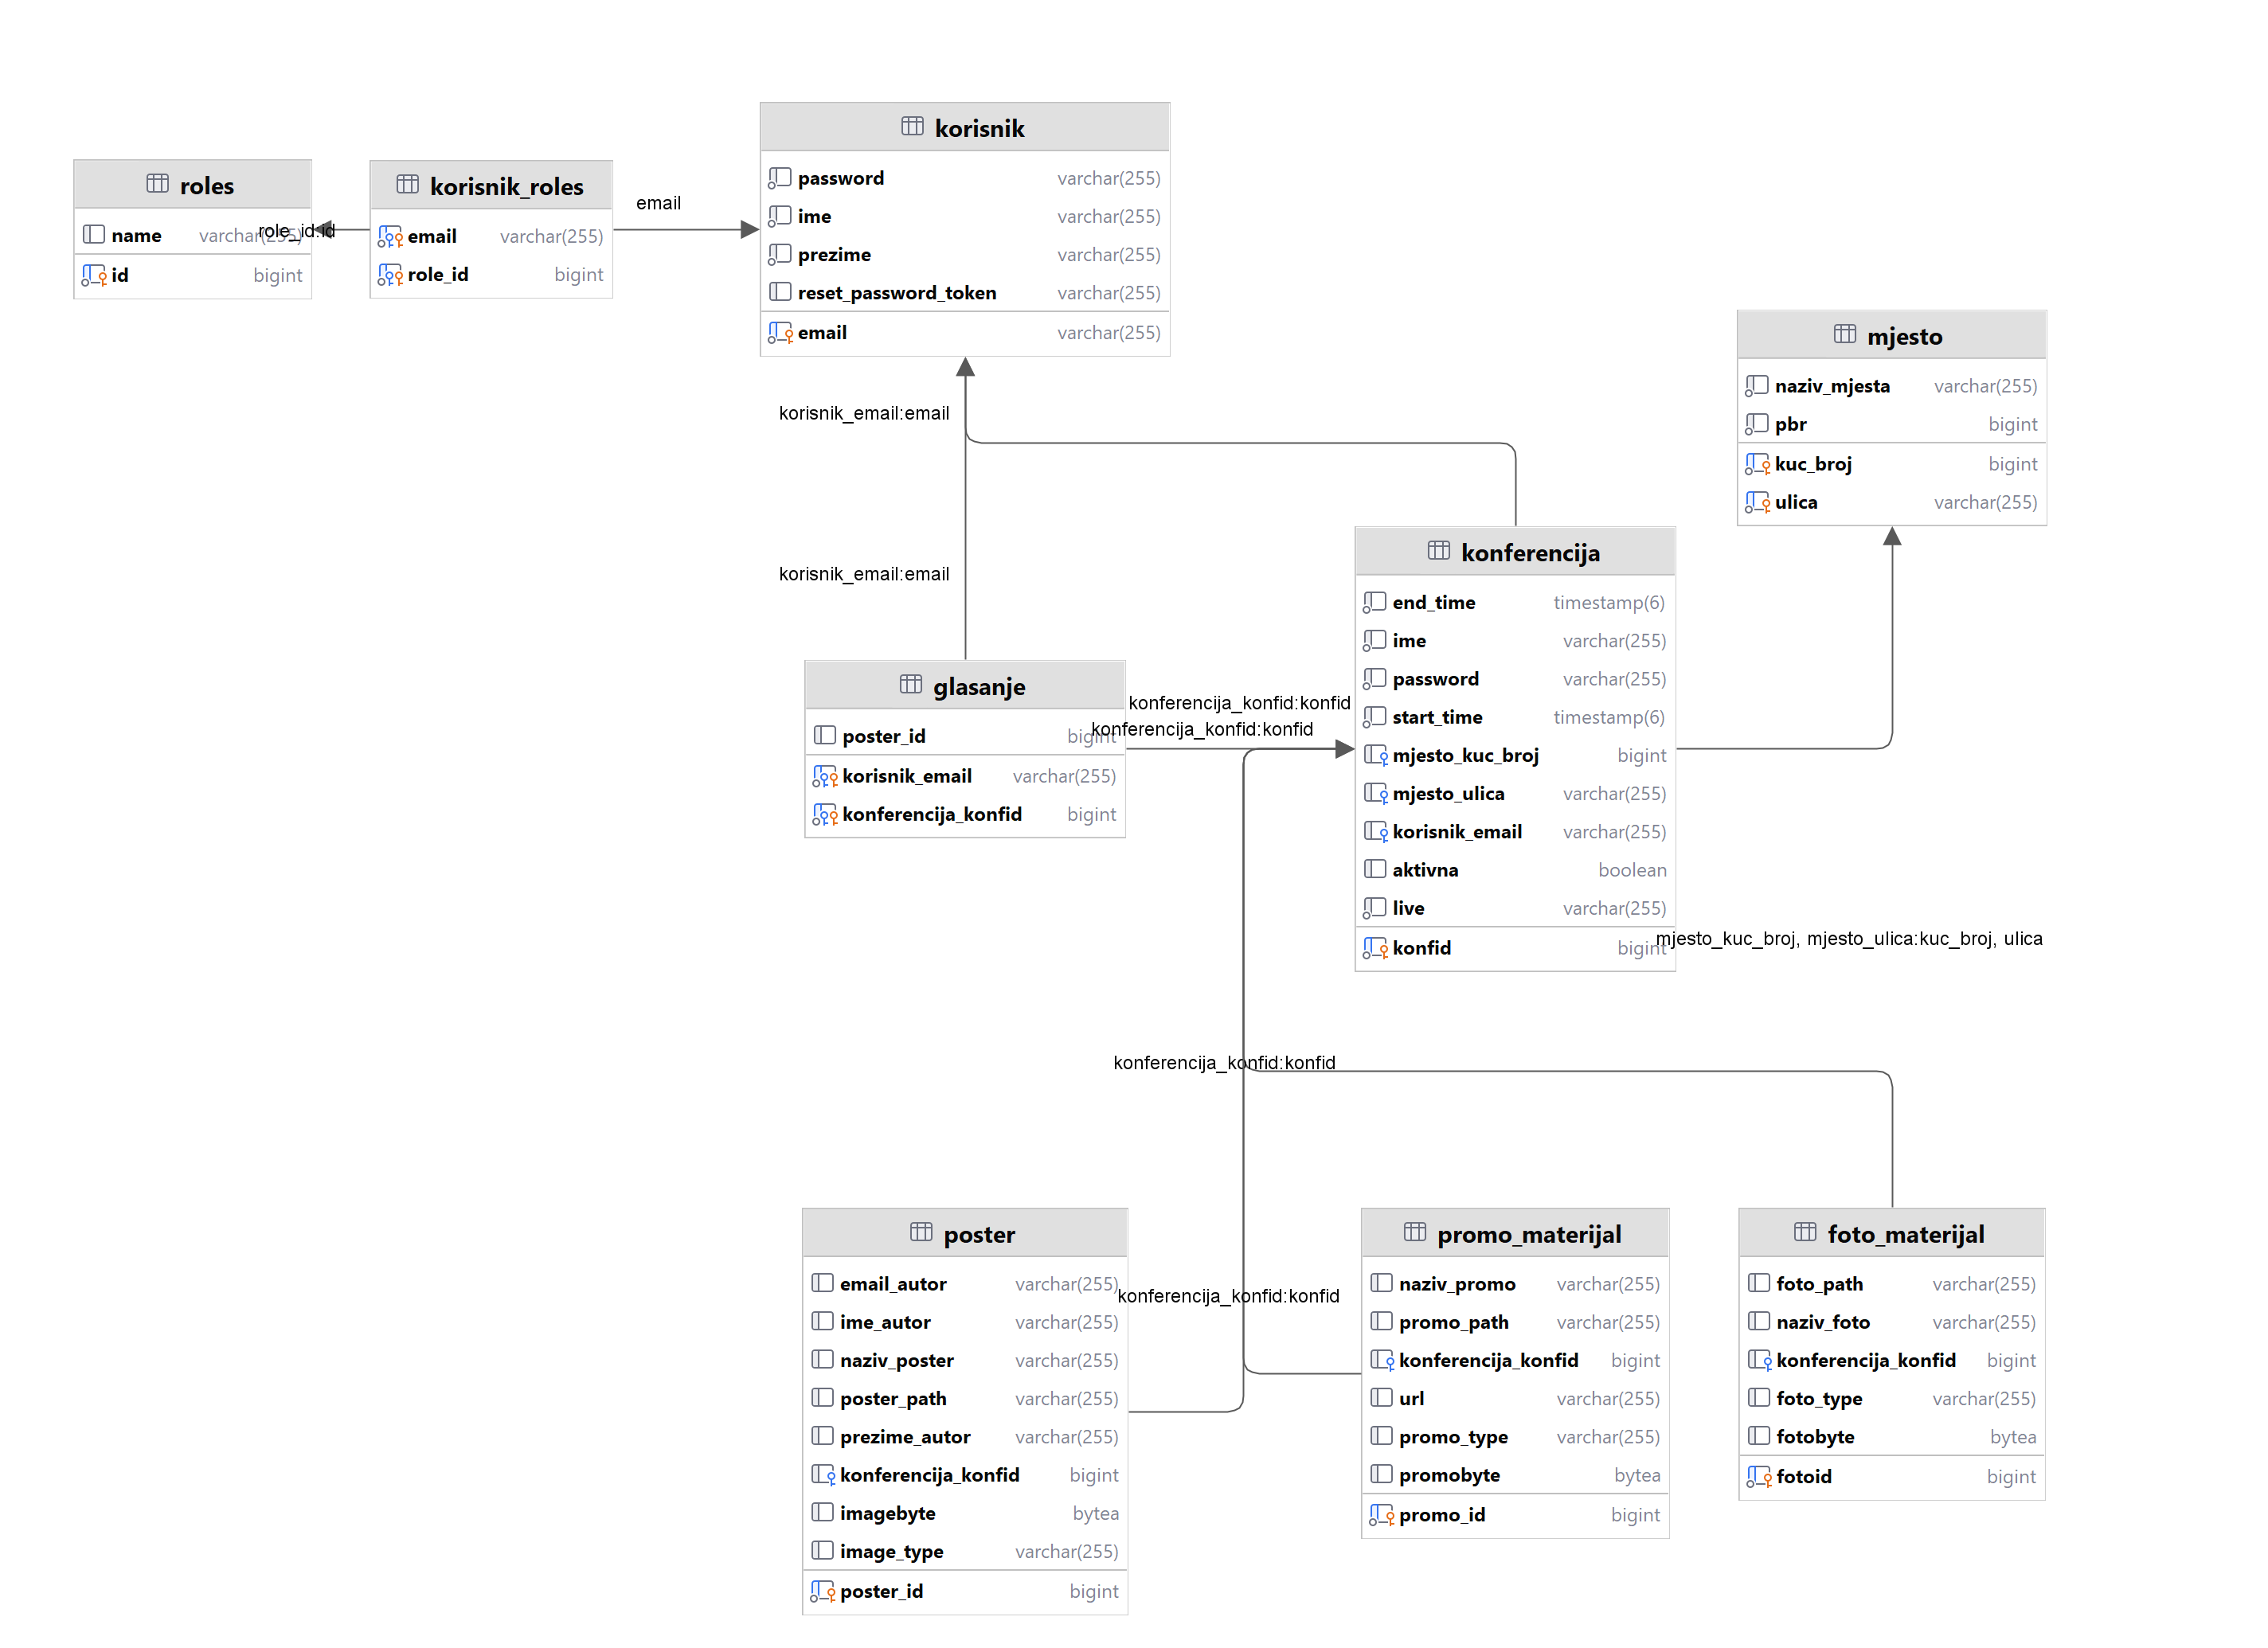 korisnik
password varchar(255)
ime varchar(255)
prezime varchar(255)
reset_password_token varchar(255)
email varchar(255)
roles
name varchar(255)
id bigint
role_id:id
korisnik_roles
email varchar(255)
role_id bigint
email
mjesto
naziv_mjesta varchar(255)
pbr bigint
kuc_broj bigint
ulica varchar(255)
korisnik_email:email
korisnik_email:email
konferencija
end_time timestamp(6)
ime varchar(255)
password varchar(255)
start_time timestamp(6)
mjesto_kuc_broj bigint
mjesto_ulica varchar(255)
korisnik_email varchar(255)
aktivna boolean
live varchar(255)
konfid bigint
mjesto_kuc_broj, mjesto_ulica:kuc_broj, ulica
glasanje
poster_id bigint
korisnik_email varchar(255)
konferencija_konfid bigint
konferencija_konfid:konfid
konferencija_konfid:konfid
konferencija_konfid:konfid
poster
email_autor varchar(255)
ime_autor varchar(255)
naziv_poster varchar(255)
poster_path varchar(255)
prezime_autor varchar(255)
konferencija_konfid bigint
imagebyte bytea
image_type varchar(255)
poster_id bigint
konferencija_konfid:konfid
promo_materijal
naziv_promo varchar(255)
promo_path varchar(255)
konferencija_konfid bigint
url varchar(255)
promo_type varchar(255)
promobyte bytea
promo_id bigint
foto_materijal
foto_path varchar(255)
naziv_foto varchar(255)
konferencija_konfid bigint
foto_type varchar(255)
fotobyte bytea
fotoid bigint